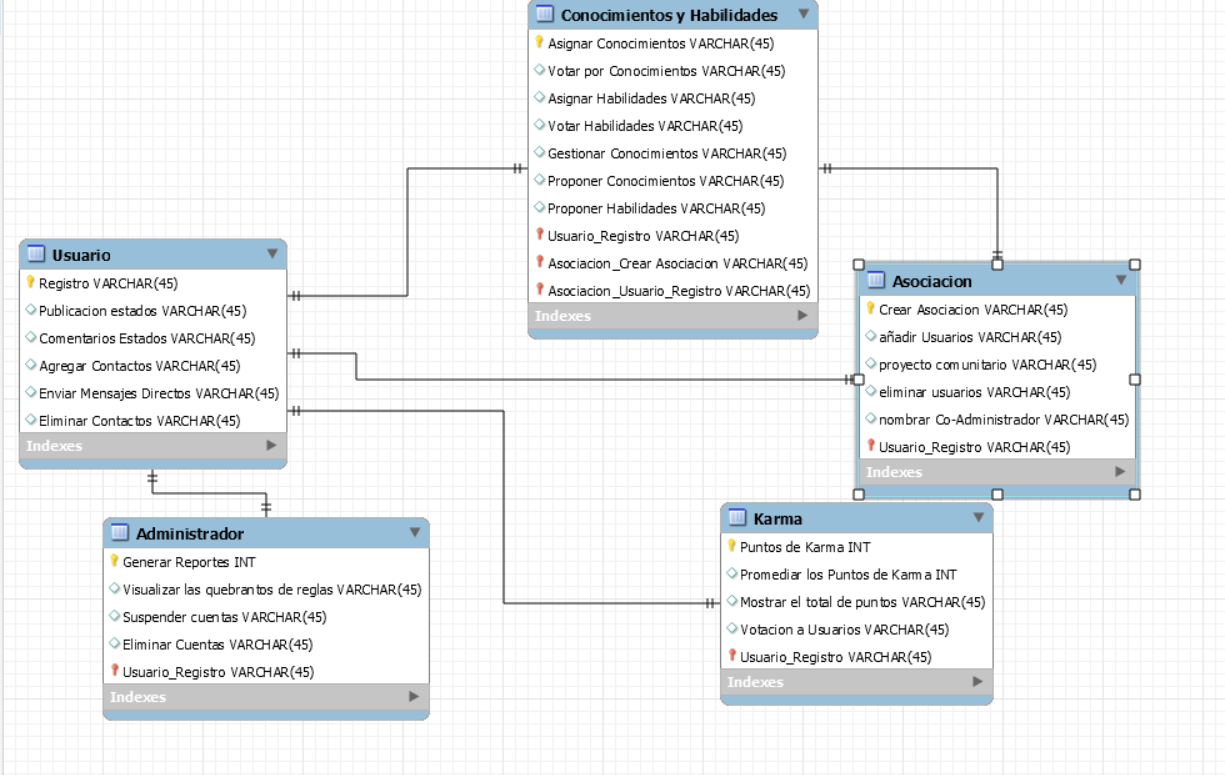 Conocimientos y Habilidades
Asignar Conocimientos VARCHAR(45)
Votar por Conocimientos VARCHAR(45)
Asignar Habilidades VARCHAR(45)
Votar Habilidades VARCHAR(45)
Gestionar Conocimientos VARCHAR(45)
Proponer Conocimientos VARCHAR(45)
Proponer Habilidades VARCHAR(45)
Usuario_Registro VARCHAR(45)
Asociacion_Crear Asociacion VARCHAR(45)
Asociacion_Usuario_Registro VARCHAR(45)
Indexes
Usuario
Registro VARCHAR(45)
Publicacion estados VARCHAR(45)
Comentarios Estados VARCHAR(45)
Agregar Contactos VARCHAR(45)
Enviar Mensajes Directos VARCHAR(45)
Eliminar Contactos VARCHAR(45)
Indexes
Asociacion
Crear Asociacion VARCHAR(45)
añadir Usuarios VARCHAR(45)
proyecto comunitario VARCHAR(45)
eliminar usuarios VARCHAR(45)
nombrar Co-Administrador VARCHAR(45)
Usuario_Registro VARCHAR(45)
Indexes
Administrador
Generar Reportes INT
Visualizar las quebrantos de reglas VARCHAR(45)
Suspender cuentas VARCHAR(45)
Eliminar Cuentas VARCHAR(45)
Usuario_Registro VARCHAR(45)
Indexes
Karma
Puntos de Karma INT
Promediar los Puntos de Karma INT
Mostrar el total de puntos VARCHAR(45)
Votacion a Usuarios VARCHAR(45)
Usuario_Registro VARCHAR(45)
Indexes